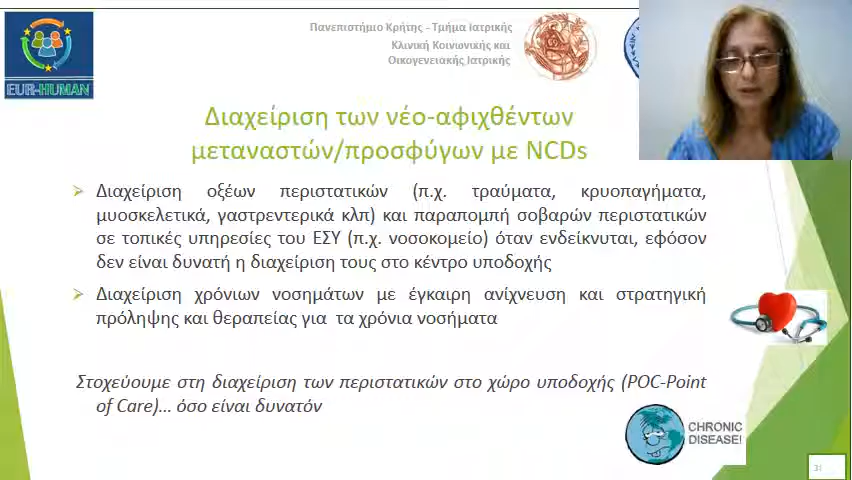 Πανεπιστήμιο Κρήτης - Τμήμα Ιατρικής
Κλινική Κοινωνικής και
Οικογενειακής Ιατρικής
EUR-HUMAN
Διαχείριση των νέο-αφιχθέντων
μεταναστών/προσφύγων με NCDs
Διαχείριση οξέων περιστατικών (π.χ. τραύματα, κρυοπαγήματα,
μυοσκελετικά, γαστρεντερικά κλπ) και παραπομπή σοβαρών περιστατικών
σε τοπικές υπηρεσίες του ΕΣΥ (π.χ. νοσοκομείο) όταν ενδείκνυται, εφόσον
δεν είναι δυνατή η διαχείριση τους στο κέντρο υποδοχής
Διαχείριση χρόνιων νοσημάτων με έγκαιρη ανίχνευση και στρατηγική
πρόληψης και θεραπείας για τα χρόνια νοσήματα
Στοχεύουμε στη διαχείριση των περιστατικών στο χώρο υποδοχής (POC-Point
of Care)... όσο είναι δυνατόν
CHRONIC
DISEASE!